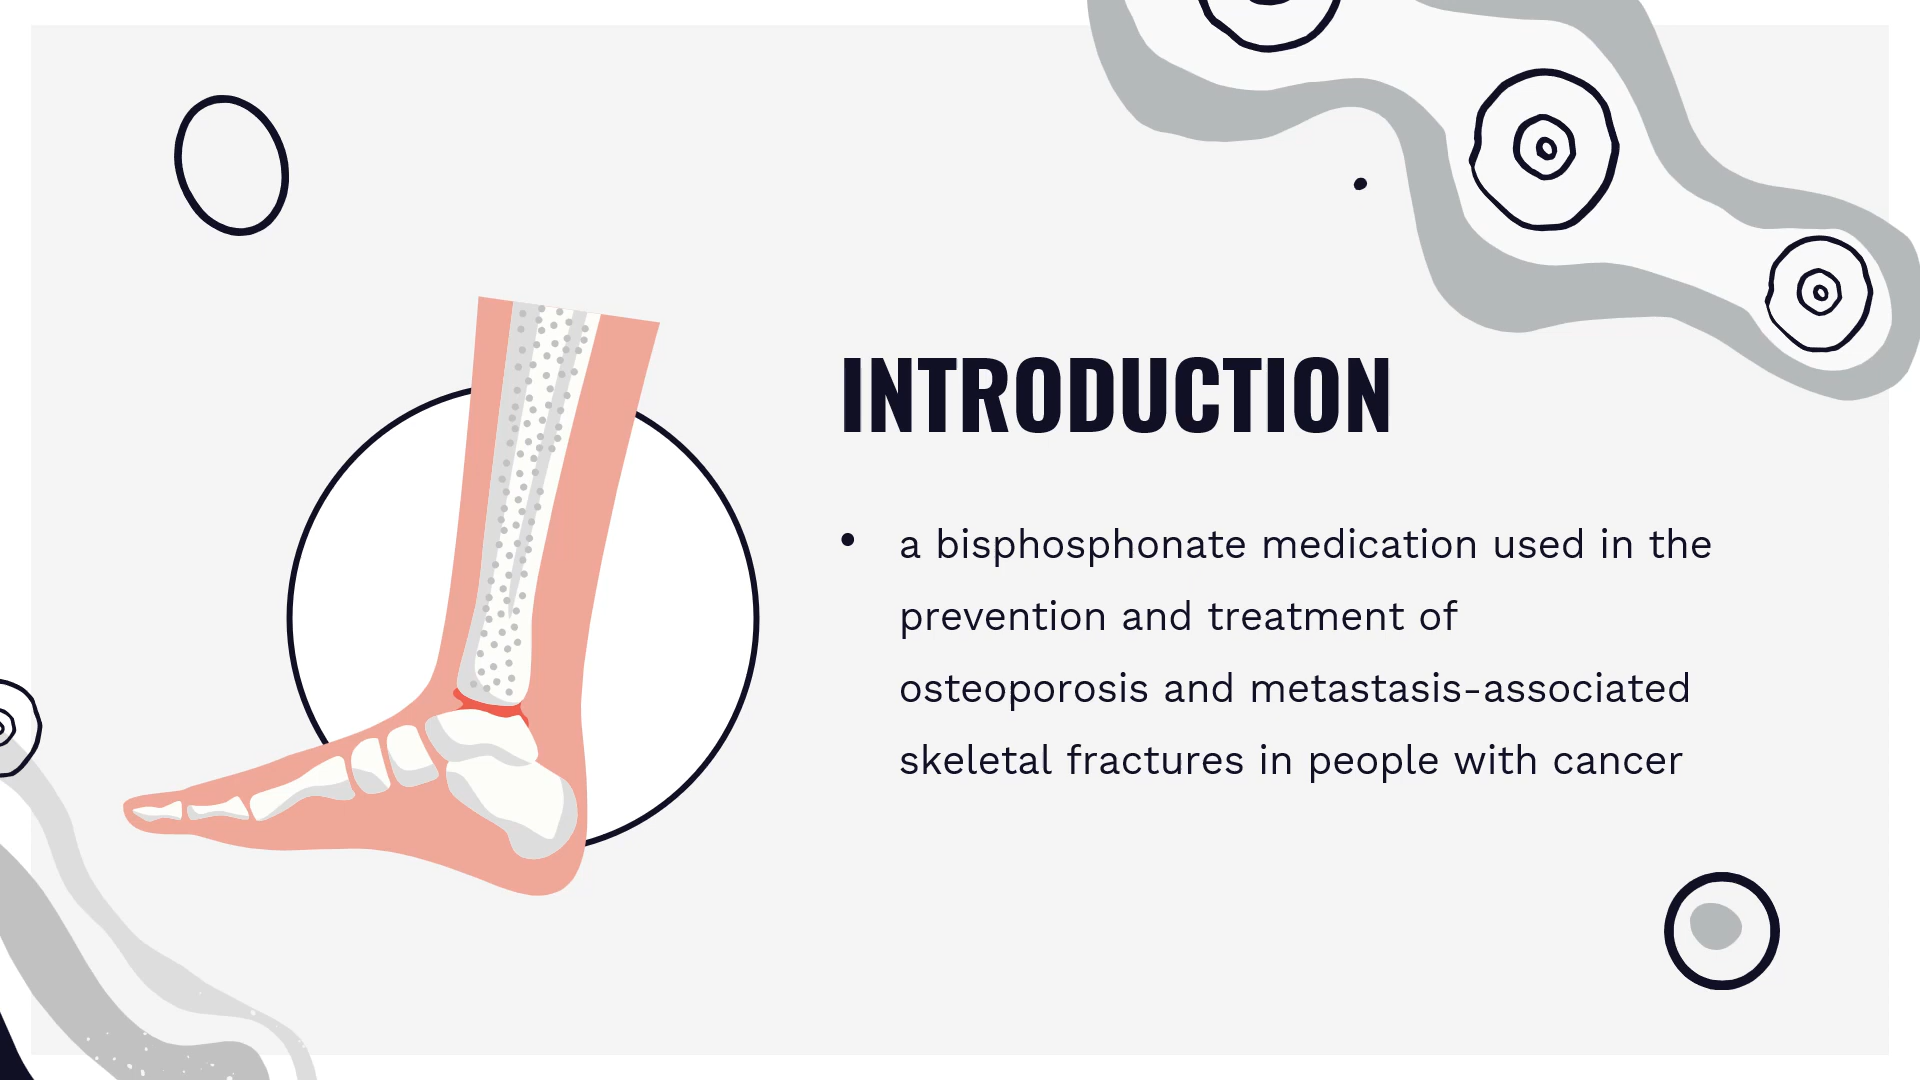 INTRODUCTION
• a bisphosphonate medication used in the
prevention and treatment of
osteoporosis and metastasis-associated
skeletal fractures in people with cancer